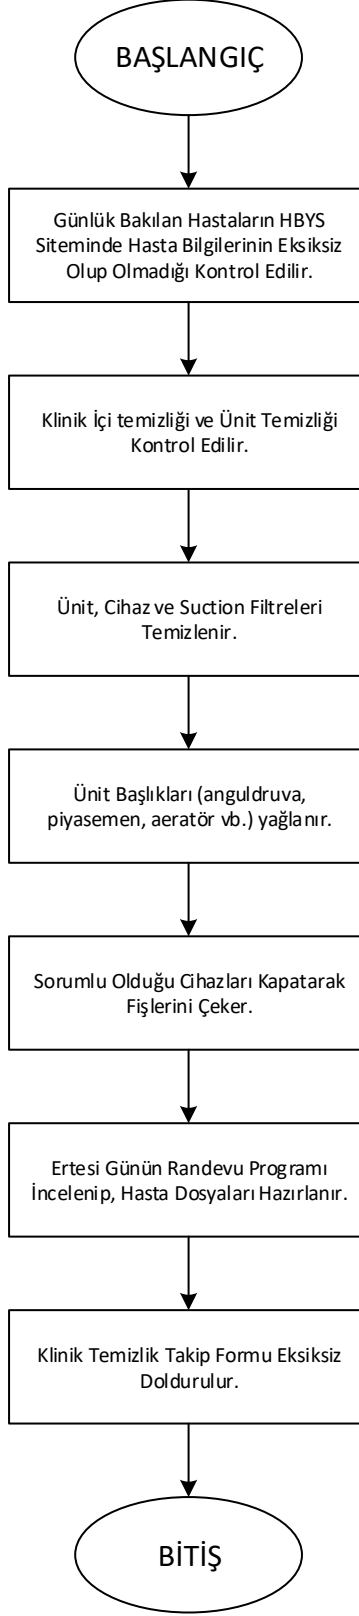 BAŞLANGIÇ
Günlük Bakılan Hastaların HBYS
Siteminde Hasta Bilgilerinin Eksiksiz
Olup Olmadığı Kontrol Edilir.
Klinik İçi temizliği ve Ünit Temizliği
Kontrol Edilir.
Ünit, Cihaz ve Suction Filtreleri
Temizlenir.
Ünit Başlıkları (anguldruva,
piyasemen, aeratör vb.) yağlanır.
Sorumlu Olduğu Cihazları Kapatarak
Fişlerini Çeker.
Ertesi Günün Randevu Programı
İncelenip, Hasta Dosyaları Hazırlanır.
Klinik Temizlik Takip Formu Eksiksiz
Doldurulur.
BİTİŞ